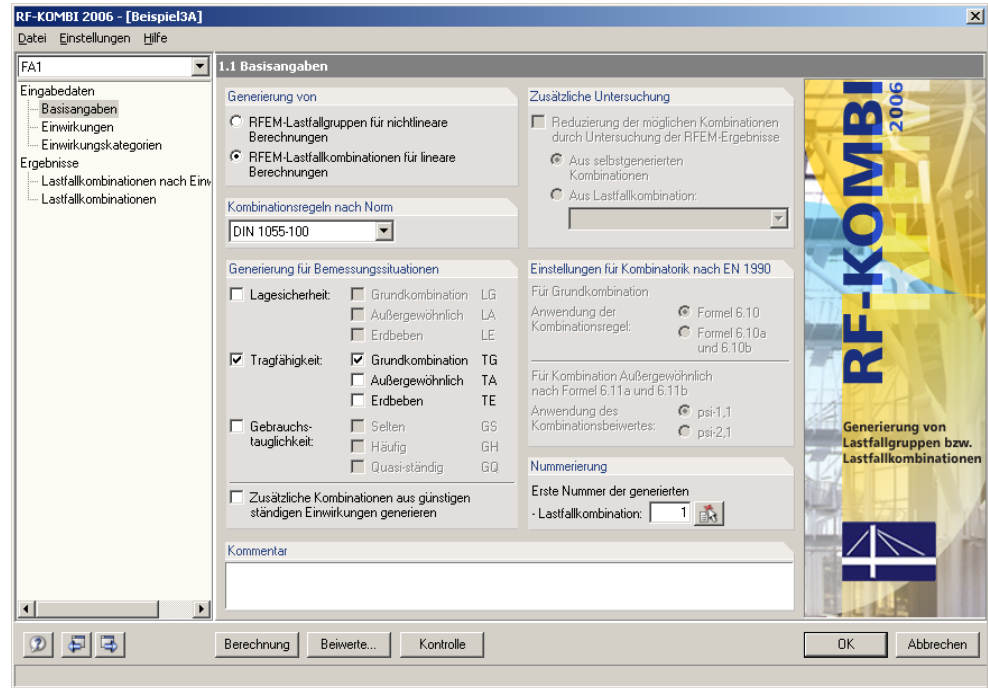 RF-KOMBI 2006 - [Beispiel3A]
Datei Einstellungen Hilfe
FA1
Eingabedaten
Basisangaben
Einwirkungen
Einwirkungskategorien
Ergebnisse
Lastfallkombinationen nach Einw
Lastfallkombinationen
1.1 Basisangaben
Generierung von
RFEM-Lastfallgruppen für nichtlineare
Berechnungen
RFEM-Lastfallkombinationen für lineare
Berechnungen
Kombinationsregeln nach Norm
DIN 1055-100
Generierung für Bemessungssituationen
Lagesicherheit: Grundkombination LG
Außergewöhnlich LA
Erdbeben LE
Tragfähigkeit: Grundkombination TG
Außergewöhnlich TA
Erdbeben TE
Gebrauchs- Selten GS
tauglichkeit: Häufig GH
Quasi-ständig GQ
Zusätzliche Kombinationen aus günstigen
ständigen Einwirkungen generieren
Zusätzliche Untersuchung
Reduzierung der möglichen Kombinationen
durch Untersuchung der RFEM-Ergebnisse
Aus selbstgenerierten
Kombinationen
Aus Lastfallkombination:
Einstellungen für Kombinatorik nach EN 1990
Für Grundkombination
Anwendung der Formel 6.10
Kombinationsregel: Formel 6.10a
und 6.10b
Für Kombination Außergewöhnlich
nach Formel 6.11a und 6.11b
Anwendung des psi-1,1
Kombinationsbeiwertes: psi-2,1
Nummerierung
Erste Nummer der generierten
- Lastfallkombination: 1
Kommentar
RF-KOMBI
2006
RFEM
Generierung von
Lastfallgruppen bzw.
Lastfallkombinationen
Berechnung Beiwerte... Kontrolle OK Abbrechen